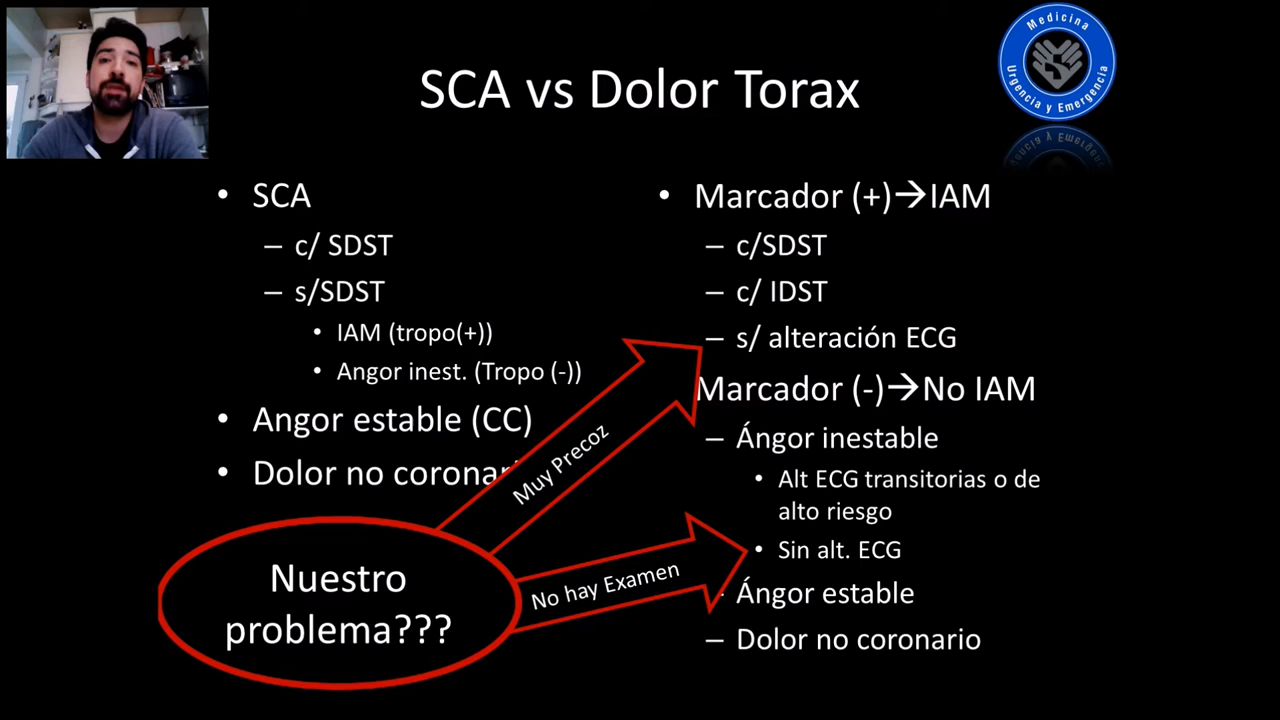 Medicina
Urgencia y Emergencia
SCA vs Dolor Torax
• SCA
– c/ SDST
– s/SDST
• IAM (tropo(+))
• Angor inest. (Tropo (-))
• Angor estable (CC)
• Dolor no coronari
Nuestro
problema???
Muy Precoz
No hay Examen
• Marcador (+)→IAM
– c/SDST
– c/ IDST
– s/ alteración ECG
Marcador (-)→No IAM
– Ángor inestable
• Alt ECG transitorias o de
alto riesgo
• Sin alt. ECG
– Ángor estable
– Dolor no coronario